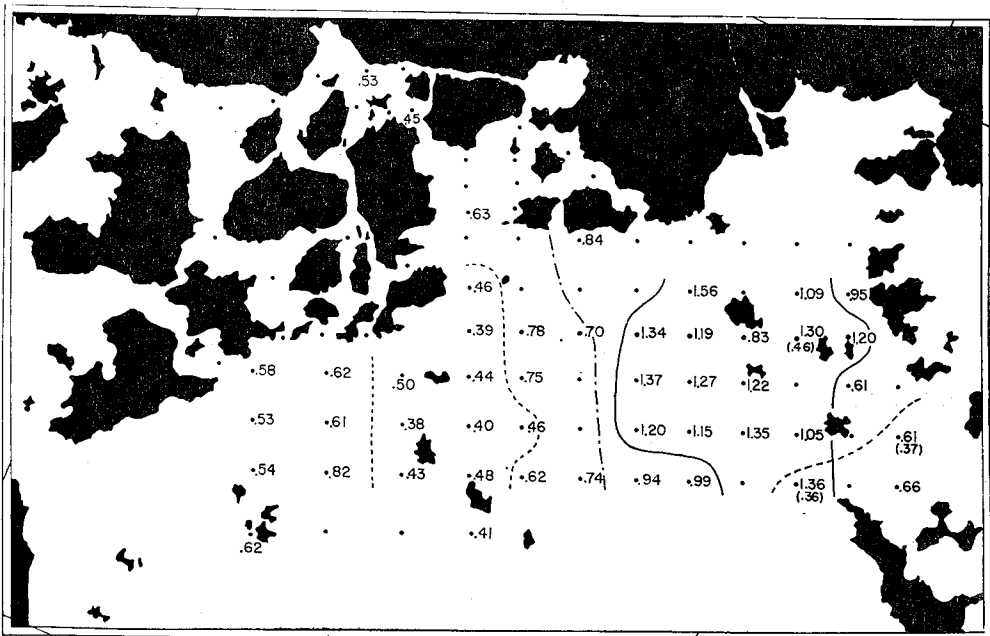 .53
.45
.63
.84
.46 1.56 1.09 .95
.39 .78 .70 1.34 1.19 .83 1.30 1.20
(.46)
.58 .62 .50 .44 .75 1.37 1.27 1.22 .61
.53 .61 .38 .40 .46 1.20 1.15 1.35 1.05 .61
(.37)
.54 .82 .43 .48 .62 .74 .94 .99 1.36 .66
(.36)
.62 .41